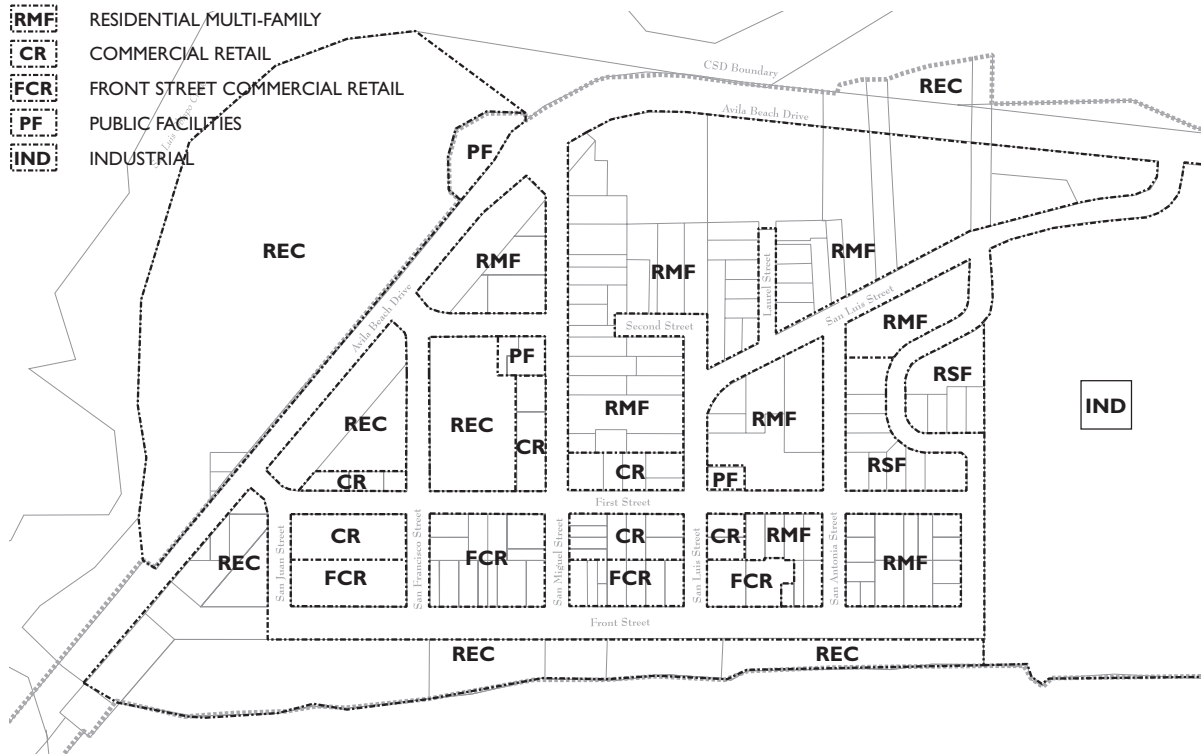 RMF RESIDENTIAL MULTI-FAMILY
CR COMMERCIAL RETAIL
FCR FRONT STREET COMMERCIAL RETAIL
PF PUBLIC FACILITIES
IND INDUSTRIAL
CSD Boundary
REC
Avila Beach Drive
San Luis
PF
REC
RMF
RMF
RMF
Laurel Street
Second Street
San Luis Street
Avila Beach Drive
RMF
PF
RSF
IND
REC
REC
RMF
RMF
CR
RSF
CR
CR
PF
First Street
CR
CR
CR
RMF
REC
San Juan Street
San Francisco Street
FCR
San Miguel Street
San Luis Street
San Antonia Street
RMF
FCR
FCR
FCR
Front Street
REC
REC